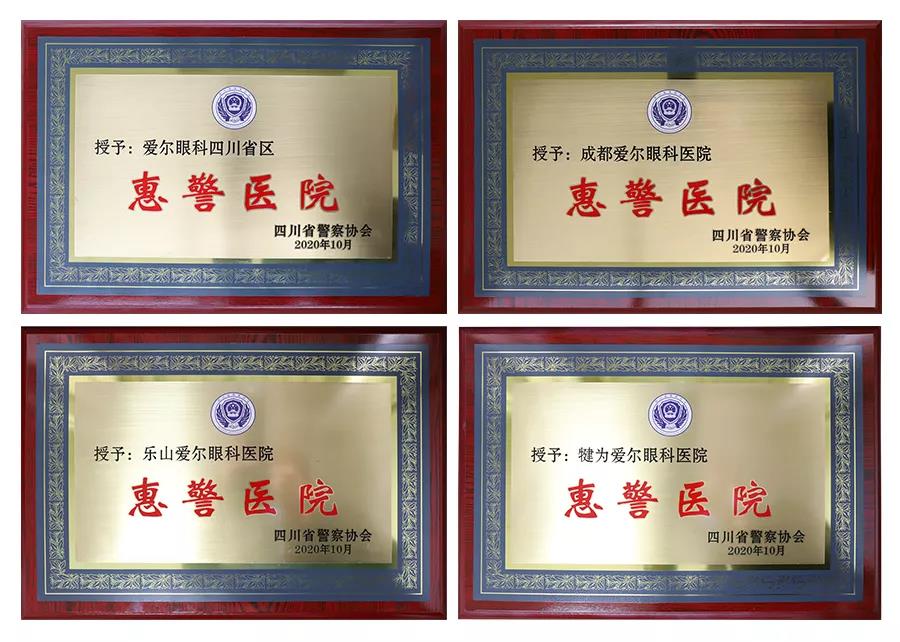 授予：爱尔眼科四川省区
惠警医院
四川省警察协会
2020年10月
授予：成都爱尔眼科医院
惠警医院
四川省警察协会
2020年10月
授予：乐山爱尔眼科医院
惠警医院
四川省警察协会
2020年10月
授予：犍为爱尔眼科医院
惠警医院
四川省警察协会
2020年10月